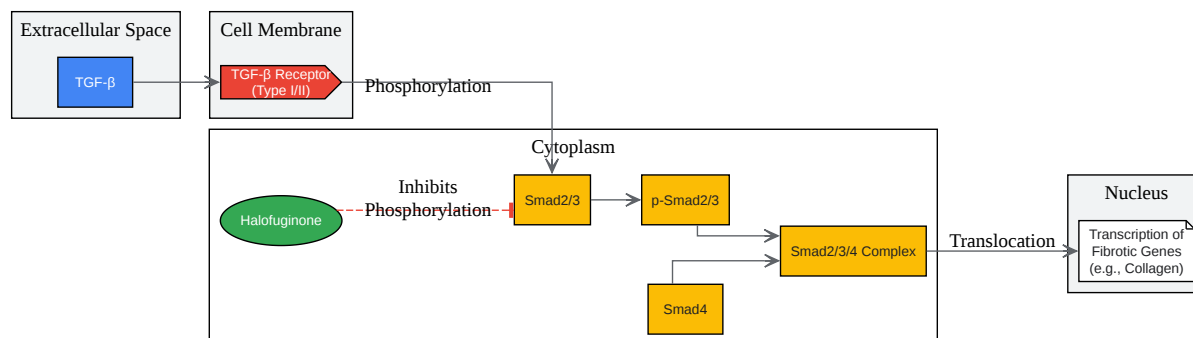 Extracellular Space
TGF-β
Cell Membrane
TGF-β Receptor
(Type I/II)
Phosphorylation
Cytoplasm
Halofuginone
Inhibits
Phosphorylation
Smad2/3
p-Smad2/3
Smad4
Smad2/3/4 Complex
Translocation
Nucleus
Transcription of
Fibrotic Genes
(e.g., Collagen)